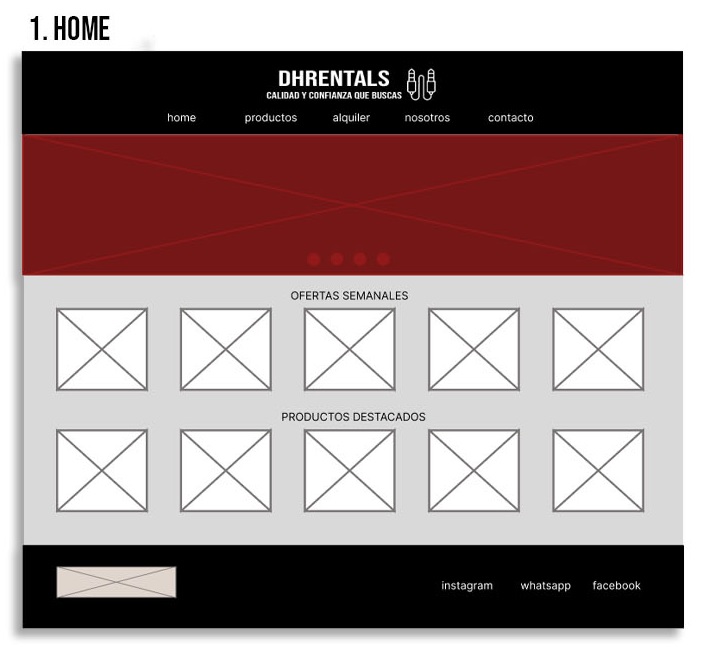 1. HOME
DHRENTALS
CALIDAD Y CONFIANZA QUE BUSCAS
home productos alquiler nosotros contacto
OFERTAS SEMANALES
PRODUCTOS DESTACADOS
instagram whatsapp facebook